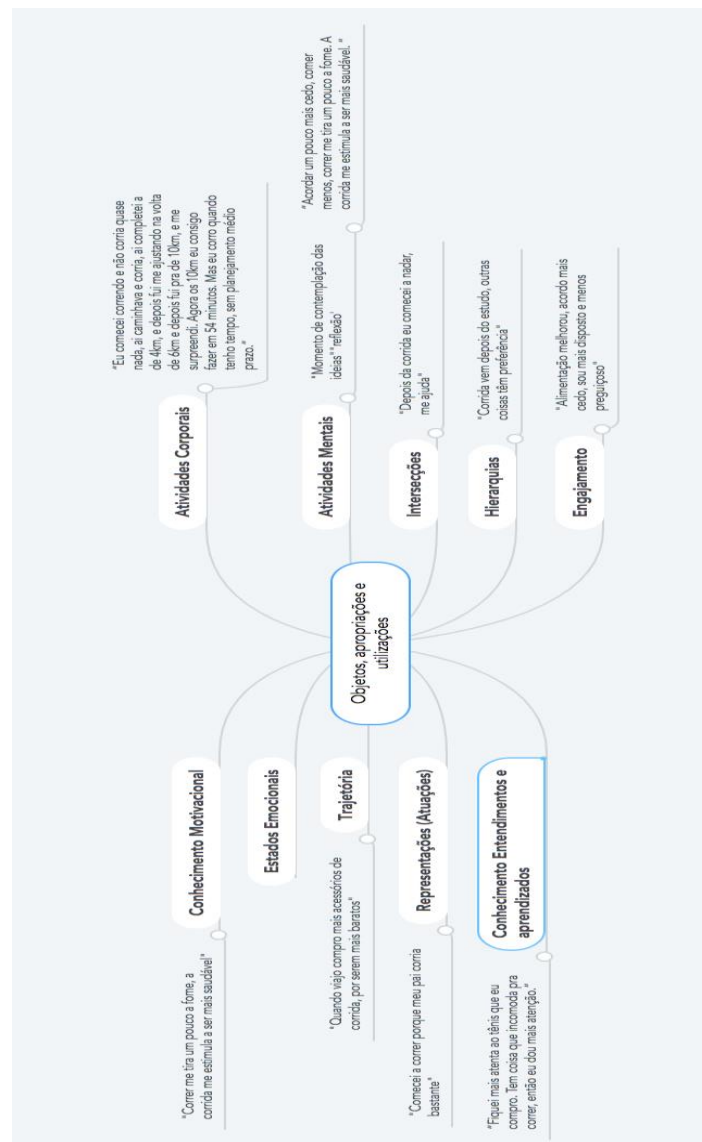 Objetos, apropriações e
utilizações
Conhecimento Motivacional
"Correr me tira um pouco a fome, a
corrida me estimula a ser mais saudável"
Estados Emocionais
Trajetória
"Quando viajo compro mais acessórios de
corrida, por serem mais baratos"
Representações (Atuações)
"Comecei a correr porque meu pai corria
bastante"
Conhecimento Entendimentos e
aprendizados
"Fiquei mais atenta ao tênis que eu
compro. Tem coisa que incomoda pra
correr, então eu dou mais atenção."
Atividades Corporais
"Eu comecei correndo e não corria quase
nada, ai caminhava e corria, ai completei a
de 4km, e depois fui me ajustando na volta
de 6km e depois fui pra de 10km, e me
surpreendi. Agora os 10km eu consigo
fazer em 54 minutos. Mas eu corro quando
tenho tempo, sem planejamento médio
prazo."
Atividades Mentais
"Momento de contemplação das
ideias" "reflexão'
"Acordar um pouco mais cedo, comer
menos, correr me tira um pouco a fome. A
corrida me estimula a ser mais saudável. "
Intersecções
"Depois da corrida eu comecei a nadar,
me ajuda"
Hierarquias
"Corrida vem depois do estudo, outras
coisas têm preferência"
Engajamento
"Alimentação melhorou, acordo mais
cedo, sou mais disposto e menos
preguiçoso"